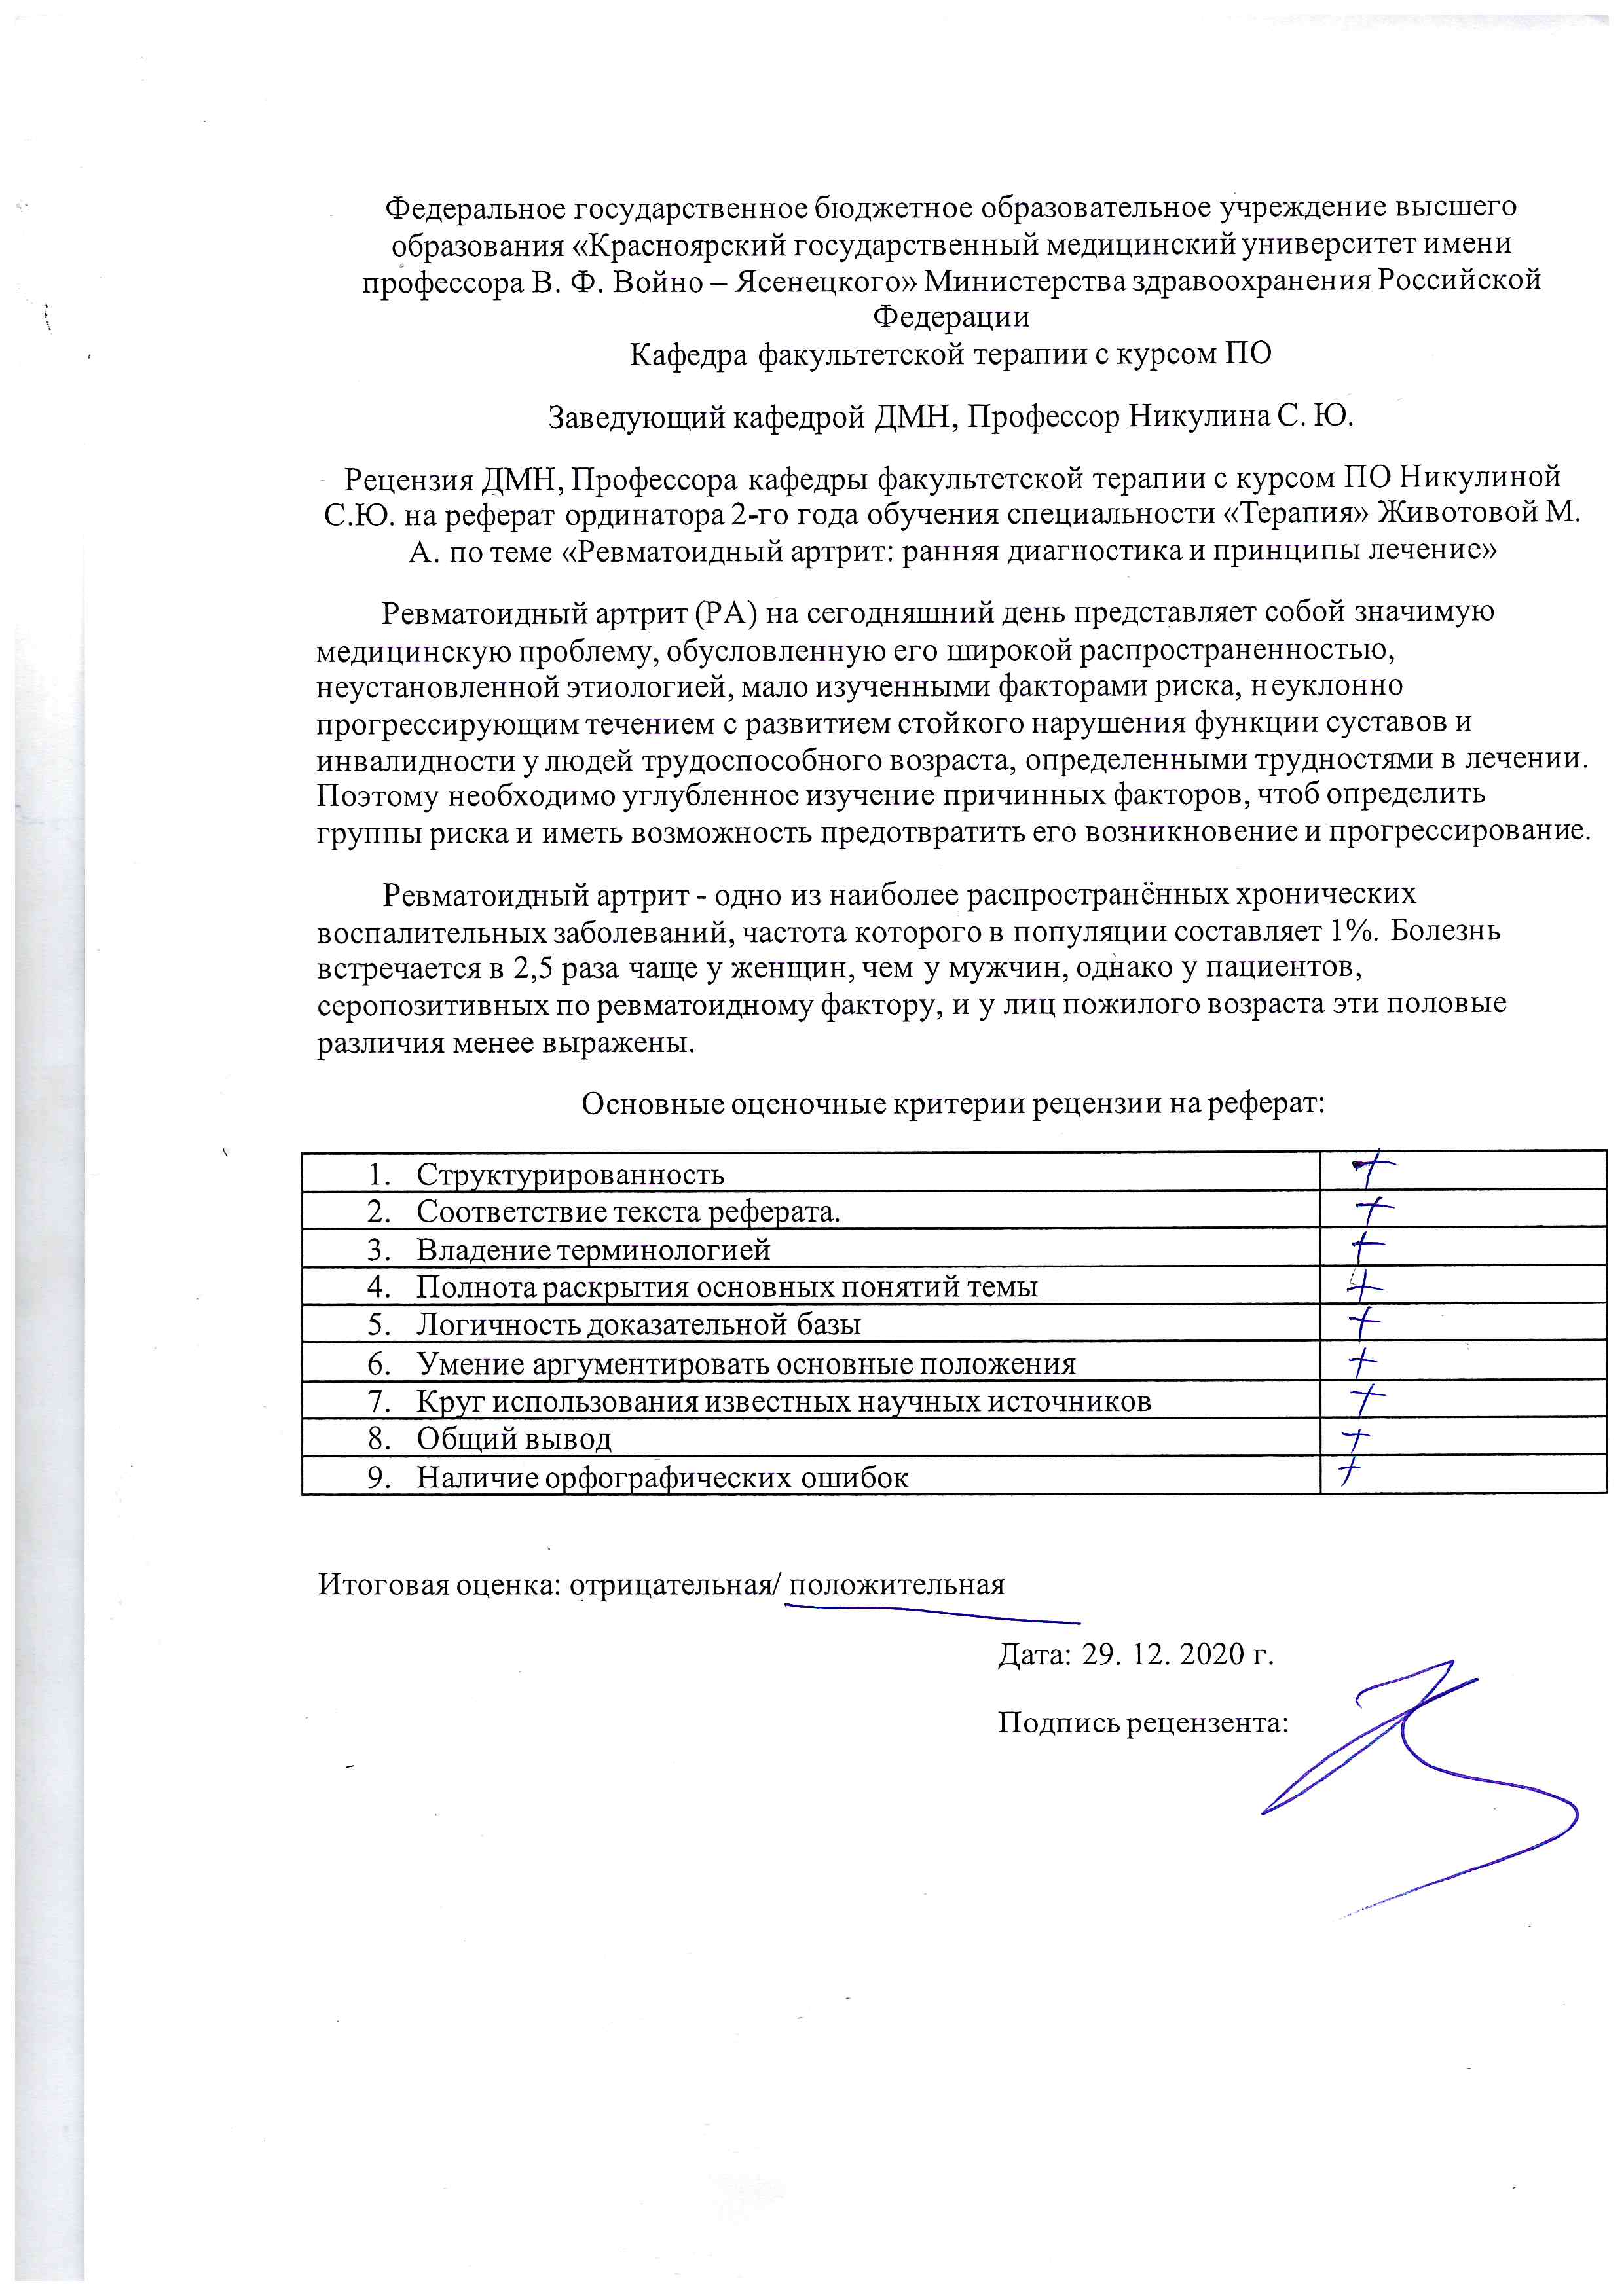 Федеральное государственное бюджетное образовательное учреждение высшего
образования «Красноярский государственный медицинский университет имени
профессора В. Ф. Войно – Ясенецкого» Министерства здравоохранения Российской
Федерации
Кафедра факультетской терапии с курсом ПО
Заведующий кафедрой ДМН, Профессор Никулина С. Ю.
Рецензия ДМН, Профессора кафедры факультетской терапии с курсом ПО Никулиной
С.Ю. на реферат ординатора 2-го года обучения специальности «Терапия» Животовой М.
А. по теме «Ревматоидный артрит: ранняя диагностика и принципы лечение»
Ревматоидный артрит (РА) на сегодняшний день представляет собой значимую
медицинскую проблему, обусловленную его широкой распространенностью,
неустановленной этиологией, мало изученными факторами риска, неуклонно
прогрессирующим течением с развитием стойкого нарушения функции суставов и
инвалидности у людей трудоспособного возраста, определенными трудностями в лечении.
Поэтому необходимо углубленное изучение причинных факторов, чтоб определить
группы риска и иметь возможность предотвратить его возникновение и прогрессирование.
Ревматоидный артрит - одно из наиболее распространённых хронических
воспалительных заболеваний, частота которого в популяции составляет 1%. Болезнь
встречается в 2,5 раза чаще у женщин, чем у мужчин, однако у пациентов,
серопозитивных по ревматоидному фактору, и у лиц пожилого возраста эти половые
различия менее выражены.
Основные оценочные критерии рецензии на реферат:
1. Структурированность +
2. Соответствие текста реферата. +
3. Владение терминологией +
4. Полнота раскрытия основных понятий темы +
5. Логичность доказательной базы +
6. Умение аргументировать основные положения +
7. Круг использования известных научных источников +
8. Общий вывод +
9. Наличие орфографических ошибок +
Итоговая оценка: отрицательная/ положительная
Дата: 29. 12. 2020 г.
Подпись рецензента: